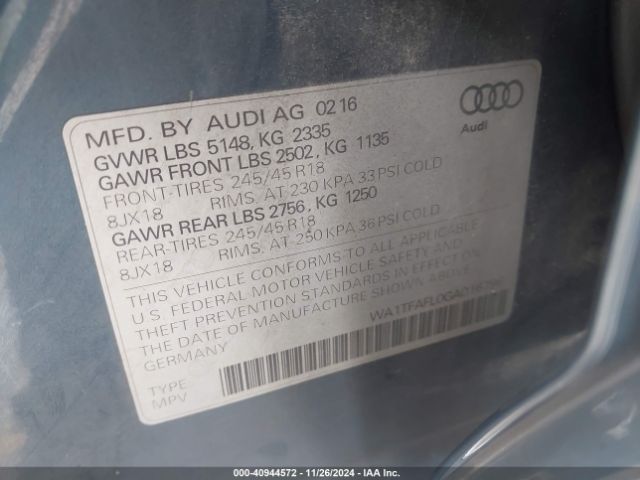 MFD. BY AUDI AG 02 16
GVWR LBS 5148, KG 2335
GAWR FRONT LBS 2502, KG 1135
FRONT-TIRES 245/45 R18
8JX18 RIMS. AT 230 KPA 33 PSI COLD
GAWR REAR LBS 2756, KG 1250
REAR-TIRES 245/45 R18
8JX18 RIMS. AT 250 KPA 36 PSI COLD
THIS VEHICLE CONFORMS TO ALL APPLICABLE
U.S. FEDERAL MOTOR VEHICLE SAFETY AND
THEFT PREVENTION STANDARDS IN EFFECT ON
THE DATE OF MANUFACTURE SHOWN ABOVE
GERMANY
TYPE
MPV
Audi
000-40944572 - 11/26/2024 - IAA Inc.